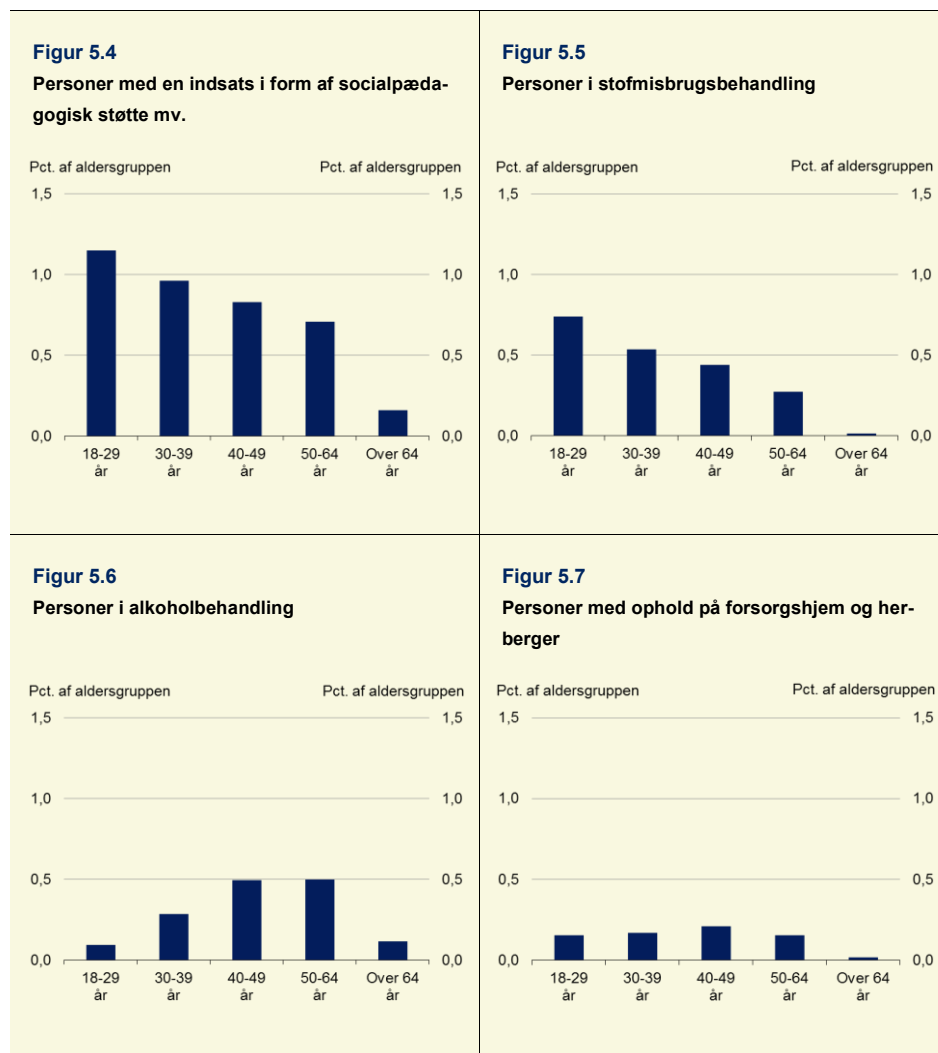 Figur 5.4
Personer med en indsats i form af socialpæda-
gogisk støtte mv.
Pct. af aldersgruppen Pct. af aldersgruppen
1,5 1,5
1,0 1,0
0,5 0,5
0,0 0,0
18-29 30-39 40-49 50-64 Over 64
år år år år år
Figur 5.5
Personer i stofmisbrugsbehandling
Pct. af aldersgruppen Pct. af aldersgruppen
1,5 1,5
1,0 1,0
0,5 0,5
0,0 0,0
18-29 30-39 40-49 50-64 Over 64
år år år år år
Figur 5.6
Personer i alkoholbehandling
Pct. af aldersgruppen Pct. af aldersgruppen
1,5 1,5
1,0 1,0
0,5 0,5
0,0 0,0
18-29 30-39 40-49 50-64 Over 64
år år år år år
Figur 5.7
Personer med ophold på forsorgshjem og her-
berger
Pct. af aldersgruppen Pct. af aldersgruppen
1,5 1,5
1,0 1,0
0,5 0,5
0,0 0,0
18-29 30-39 40-49 50-64 Over 64
år år år år år